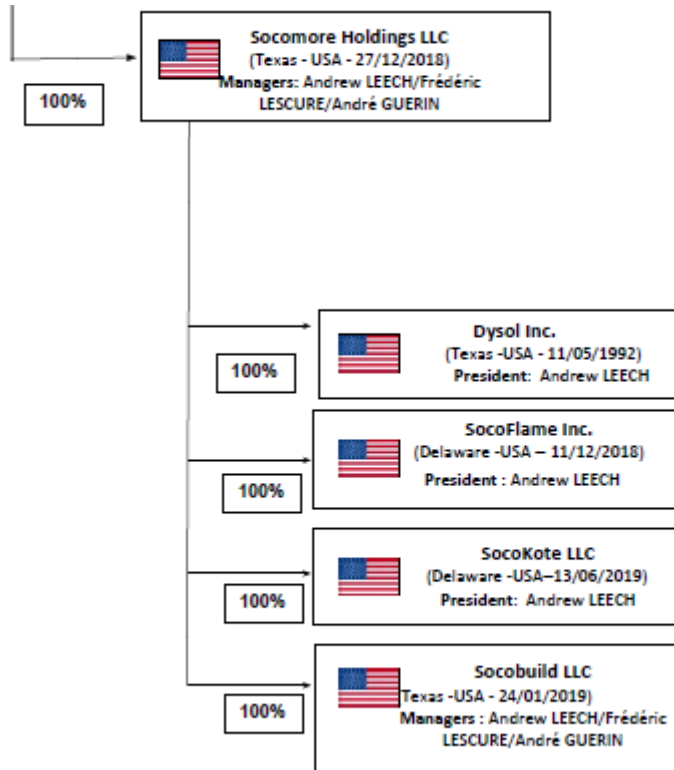 Socomore Holdings LLC
(Texas - USA - 27/12/2018)
Managers: Andrew LEECH/Frédéric
LESCURE/André GUERIN
100%
Dysol Inc.
(Texas -USA - 11/05/1992)
President: Andrew LEECH
100%
SocoFlame Inc.
(Delaware -USA – 11/12/2018)
President : Andrew LEECH
100%
SocoKote LLC
(Delaware -USA–13/06/2019)
President: Andrew LEECH
100%
Socobuild LLC
Texas -USA - 24/01/2019)
Managers : Andrew LEECH/Frédéric
LESCURE/André GUERIN
100%